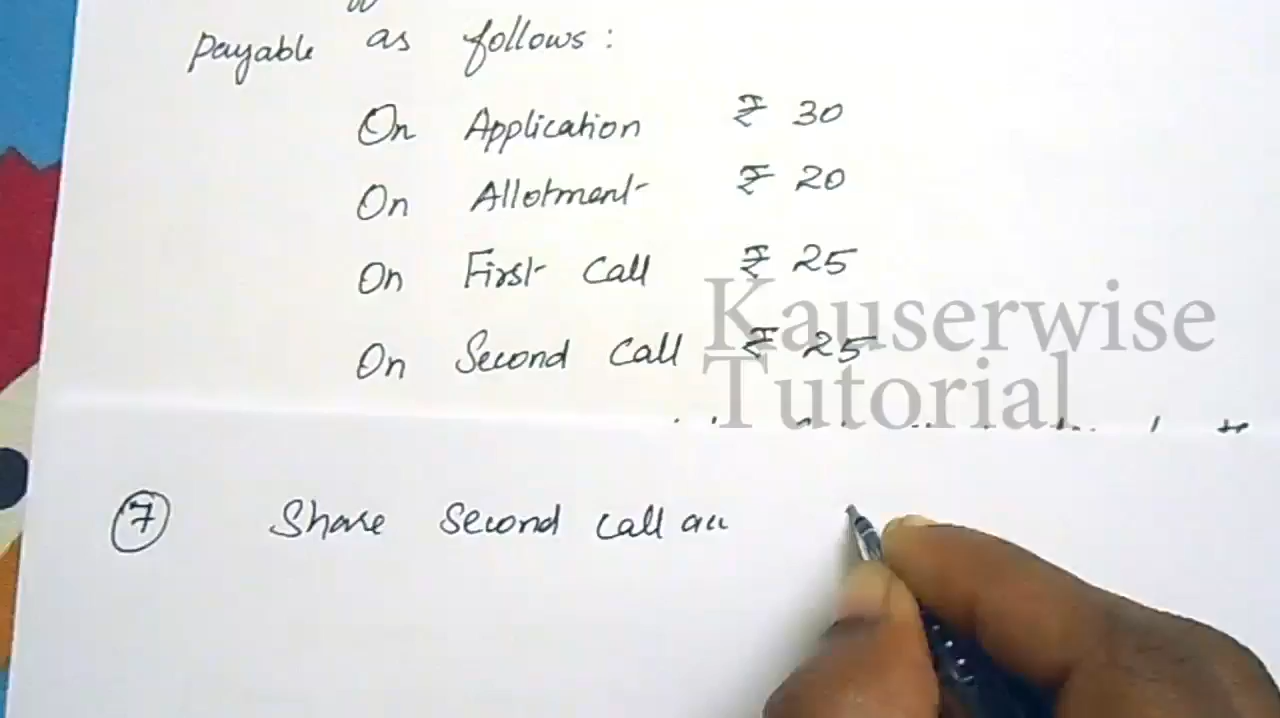 payable as follows:
On Application ₹ 30
On Allotment ₹ 20
On First Call ₹ 25
On Second Call ₹ 25
Kauserwise
Tutorial
7 Share Second Call acc